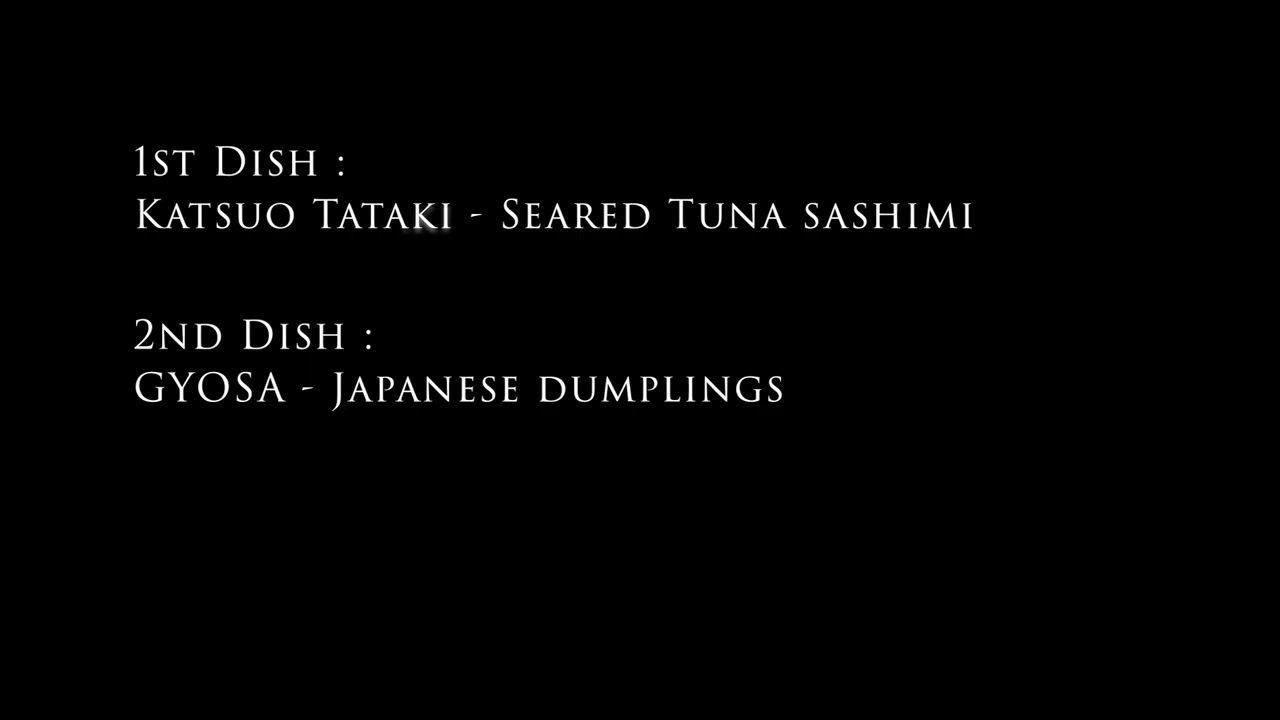 1st Dish :
Katsuo Tataki - Seared Tuna sashimi
2nd Dish :
GYOSA - Japanese dumplings